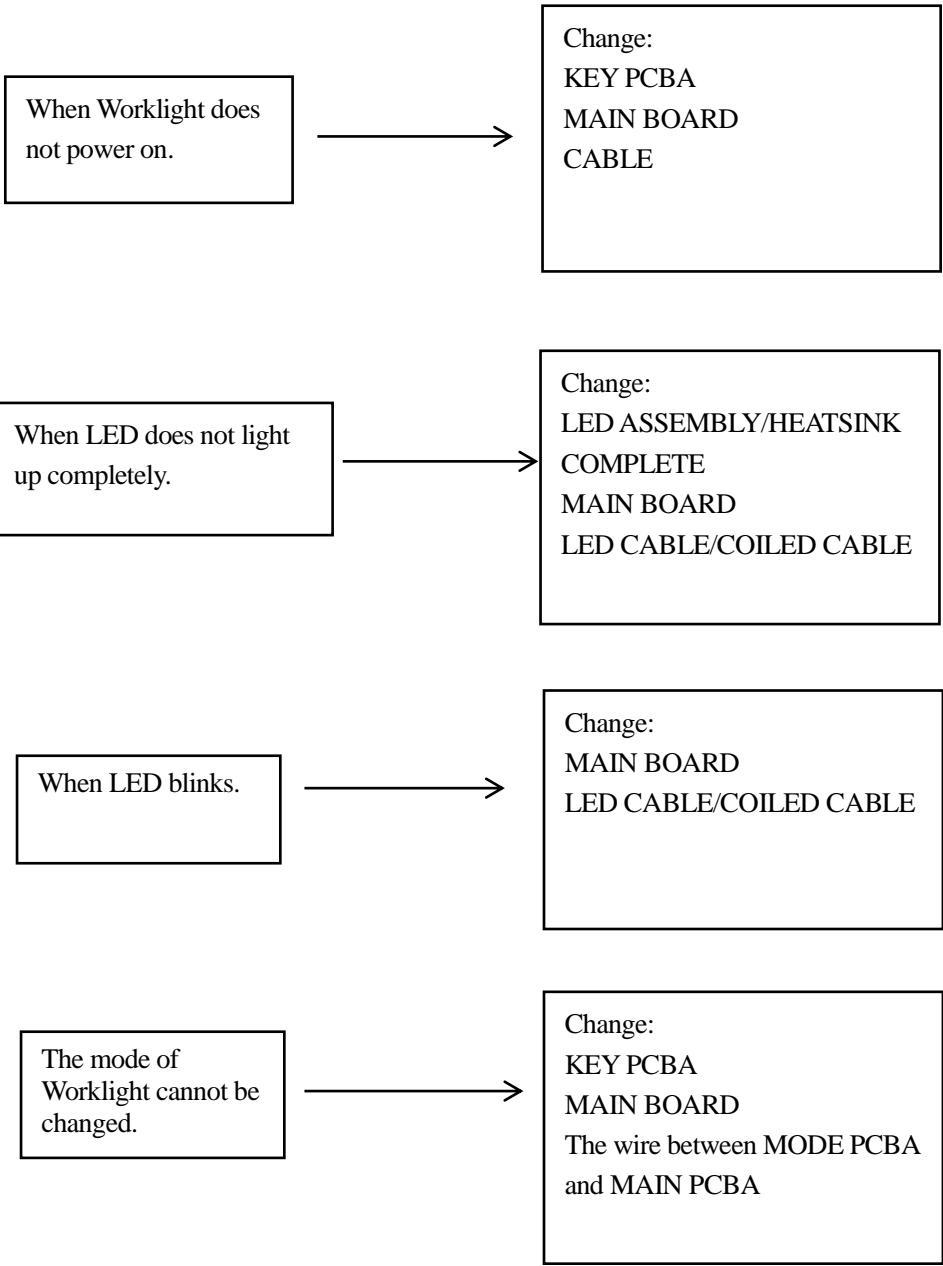 When Worklight does
not power on.
Change:
KEY PCBA
MAIN BOARD
CABLE
When LED does not light
up completely.
Change:
LED ASSEMBLY/HEATSINK
COMPLETE
MAIN BOARD
LED CABLE/COILED CABLE
When LED blinks.
Change:
MAIN BOARD
LED CABLE/COILED CABLE
The mode of
Worklight cannot be
changed.
Change:
KEY PCBA
MAIN BOARD
The wire between MODE PCBA
and MAIN PCBA